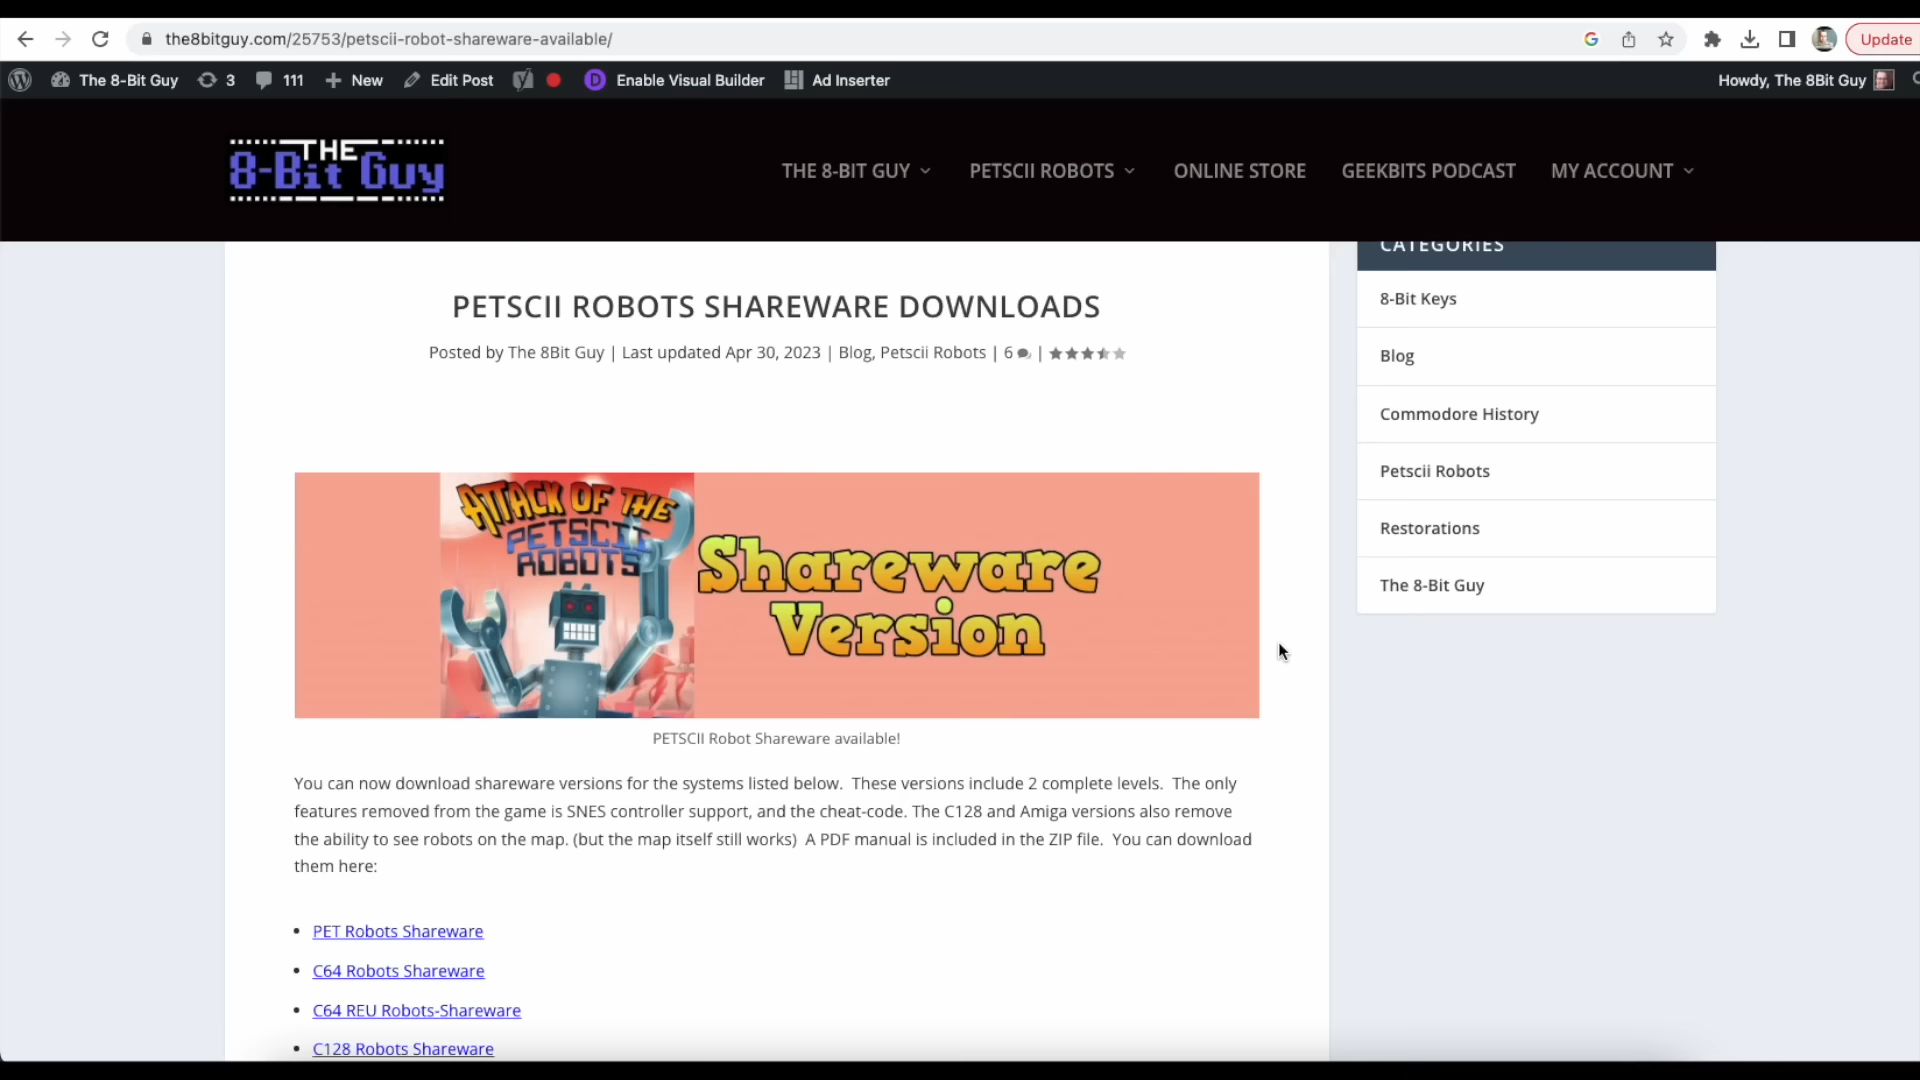 the8bitguy.com/25753/petscii-robot-shareware-available/
Update
The 8-Bit Guy 3 111 New Edit Post Enable Visual Builder Ad Inserter
Howdy, The 8Bit Guy
THE
8-Bit Guy
THE 8-BIT GUY PETSCII ROBOTS ONLINE STORE GEEKBITS PODCAST MY ACCOUNT
PETSCII ROBOTS SHAREWARE DOWNLOADS
Posted by The 8Bit Guy | Last updated Apr 30, 2023 | Blog, Petscii Robots | 6 |
ATTACK OF THE
PETSCII
ROBOTS
Shareware
Version
PETSCII Robot Shareware available!
You can now download shareware versions for the systems listed below. These versions include 2 complete levels. The only
features removed from the game is SNES controller support, and the cheat-code. The C128 and Amiga versions also remove
the ability to see robots on the map. (but the map itself still works) A PDF manual is included in the ZIP file. You can download
them here:
• PET Robots Shareware
• C64 Robots Shareware
• C64 REU Robots-Shareware
• C128 Robots Shareware
CATEGORIES
8-Bit Keys
Blog
Commodore History
Petscii Robots
Restorations
The 8-Bit Guy